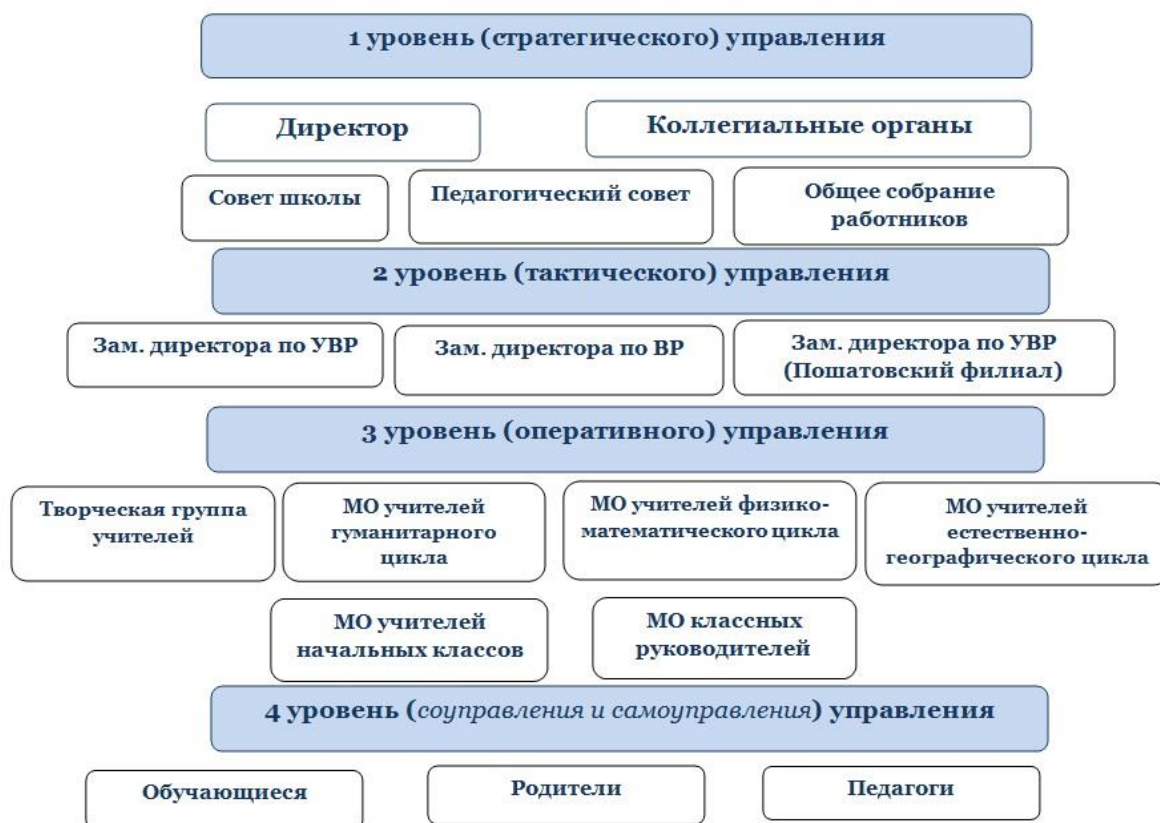 1 уровень (стратегического) управления
Директор
Коллегиальные органы
Совет школы
Педагогический совет
Общее собрание
работников
2 уровень (тактического) управления
Зам. директора по УВР
Зам. директора по ВР
Зам. директора по УВР
(Пошатовский филиал)
3 уровень (оперативного) управления
Творческая группа
учителей
МО учителей
гуманитарного
цикла
МО учителей физико-
математического цикла
МО учителей
естественно-
географического цикла
МО учителей
начальных классов
МО классных
руководителей
4 уровень (соуправления и самоуправления) управления
Обучающиеся
Родители
Педагоги